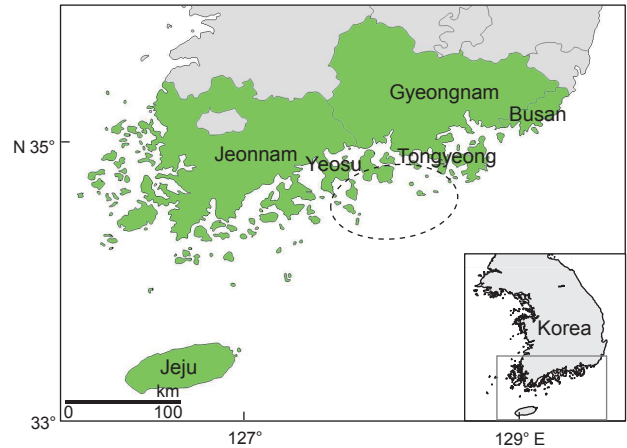 Gyeongnam
Busan
N 35°
Jeonnam
Yeosu
Tongyeong
Korea
Jeju
km
0 100
33°
127°
129° E